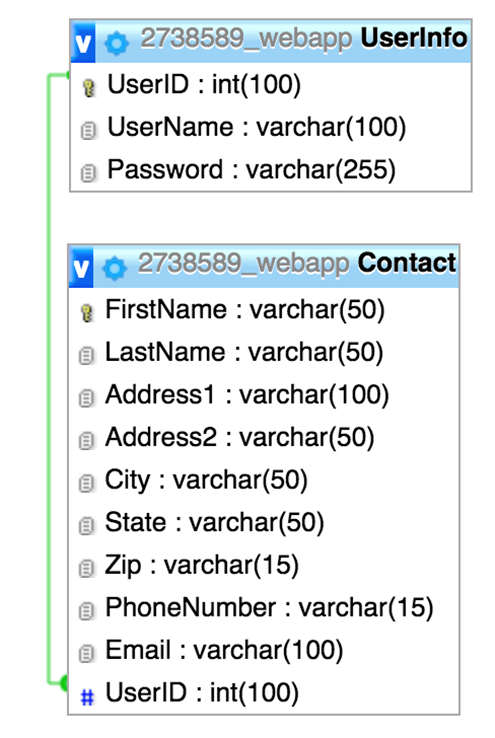 v 2738589_webapp UserInfo
UserID : int(100)
UserName : varchar(100)
Password : varchar(255)
v 2738589_webapp Contact
FirstName : varchar(50)
LastName : varchar(50)
Address1 : varchar(100)
Address2 : varchar(50)
City : varchar(50)
State : varchar(50)
Zip : varchar(15)
PhoneNumber : varchar(15)
Email : varchar(100)
# UserID : int(100)